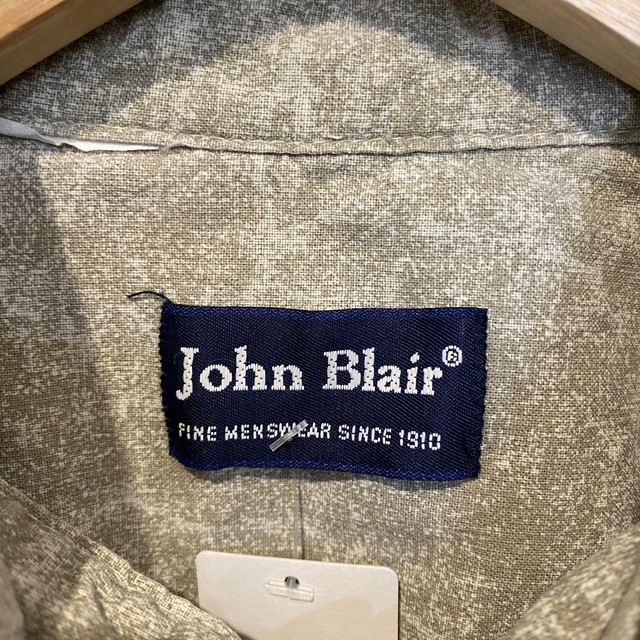 John Blair®
FINE MENSWEAR SINCE 1910